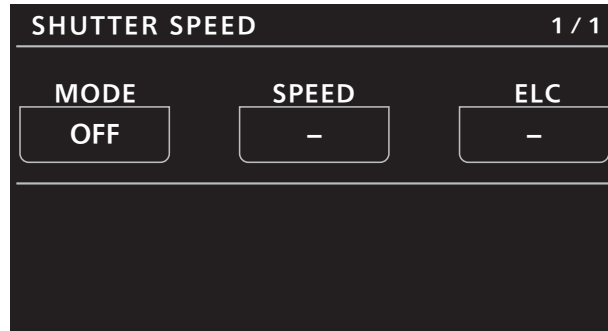 SHUTTER SPEED 1/1
MODE SPEED ELC
OFF – –